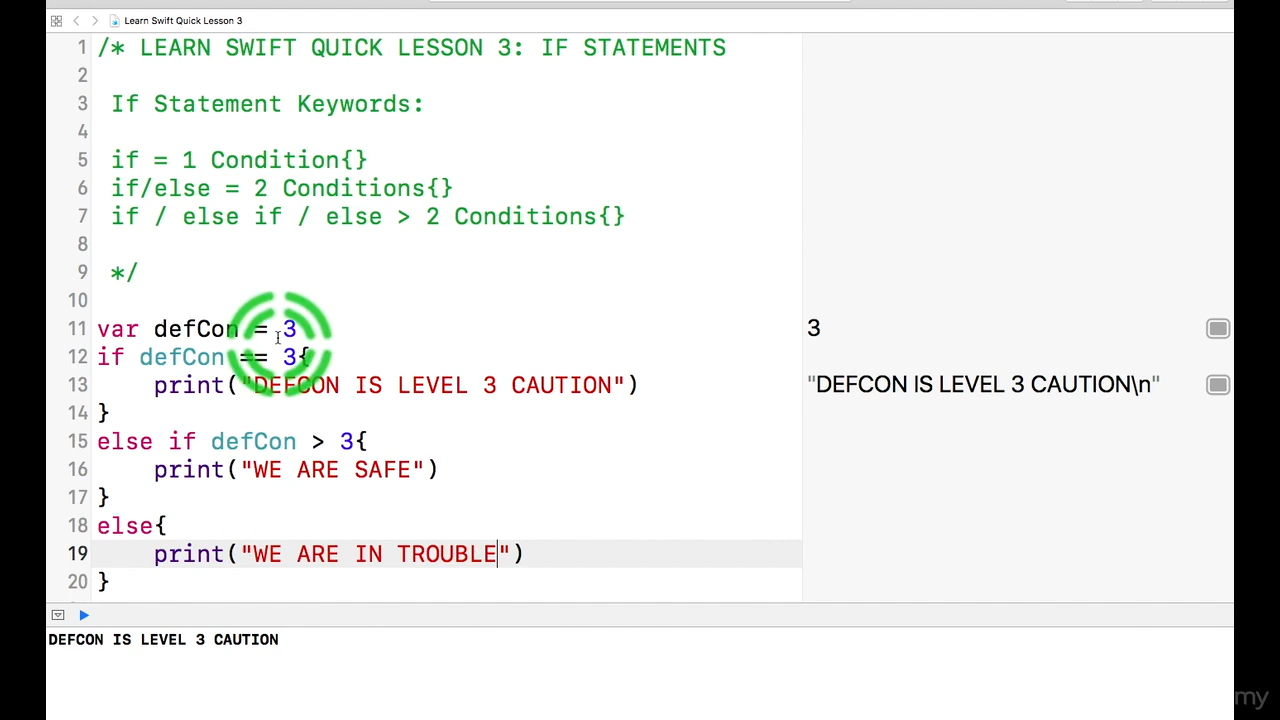 Learn Swift Quick Lesson 3
1 /* LEARN SWIFT QUICK LESSON 3: IF STATEMENTS
2
3 If Statement Keywords:
4
5 if = 1 Condition{}
6 if/else = 2 Conditions{}
7 if / else if / else > 2 Conditions{}
8
9 */
10
11 var defCon = 3 3
12 if defCon == 3{
13 print("DEFCON IS LEVEL 3 CAUTION") "DEFCON IS LEVEL 3 CAUTION\n"
14 }
15 else if defCon > 3{
16 print("WE ARE SAFE")
17 }
18 else{
19 print("WE ARE IN TROUBLE")
20 }
DEFCON IS LEVEL 3 CAUTION
my